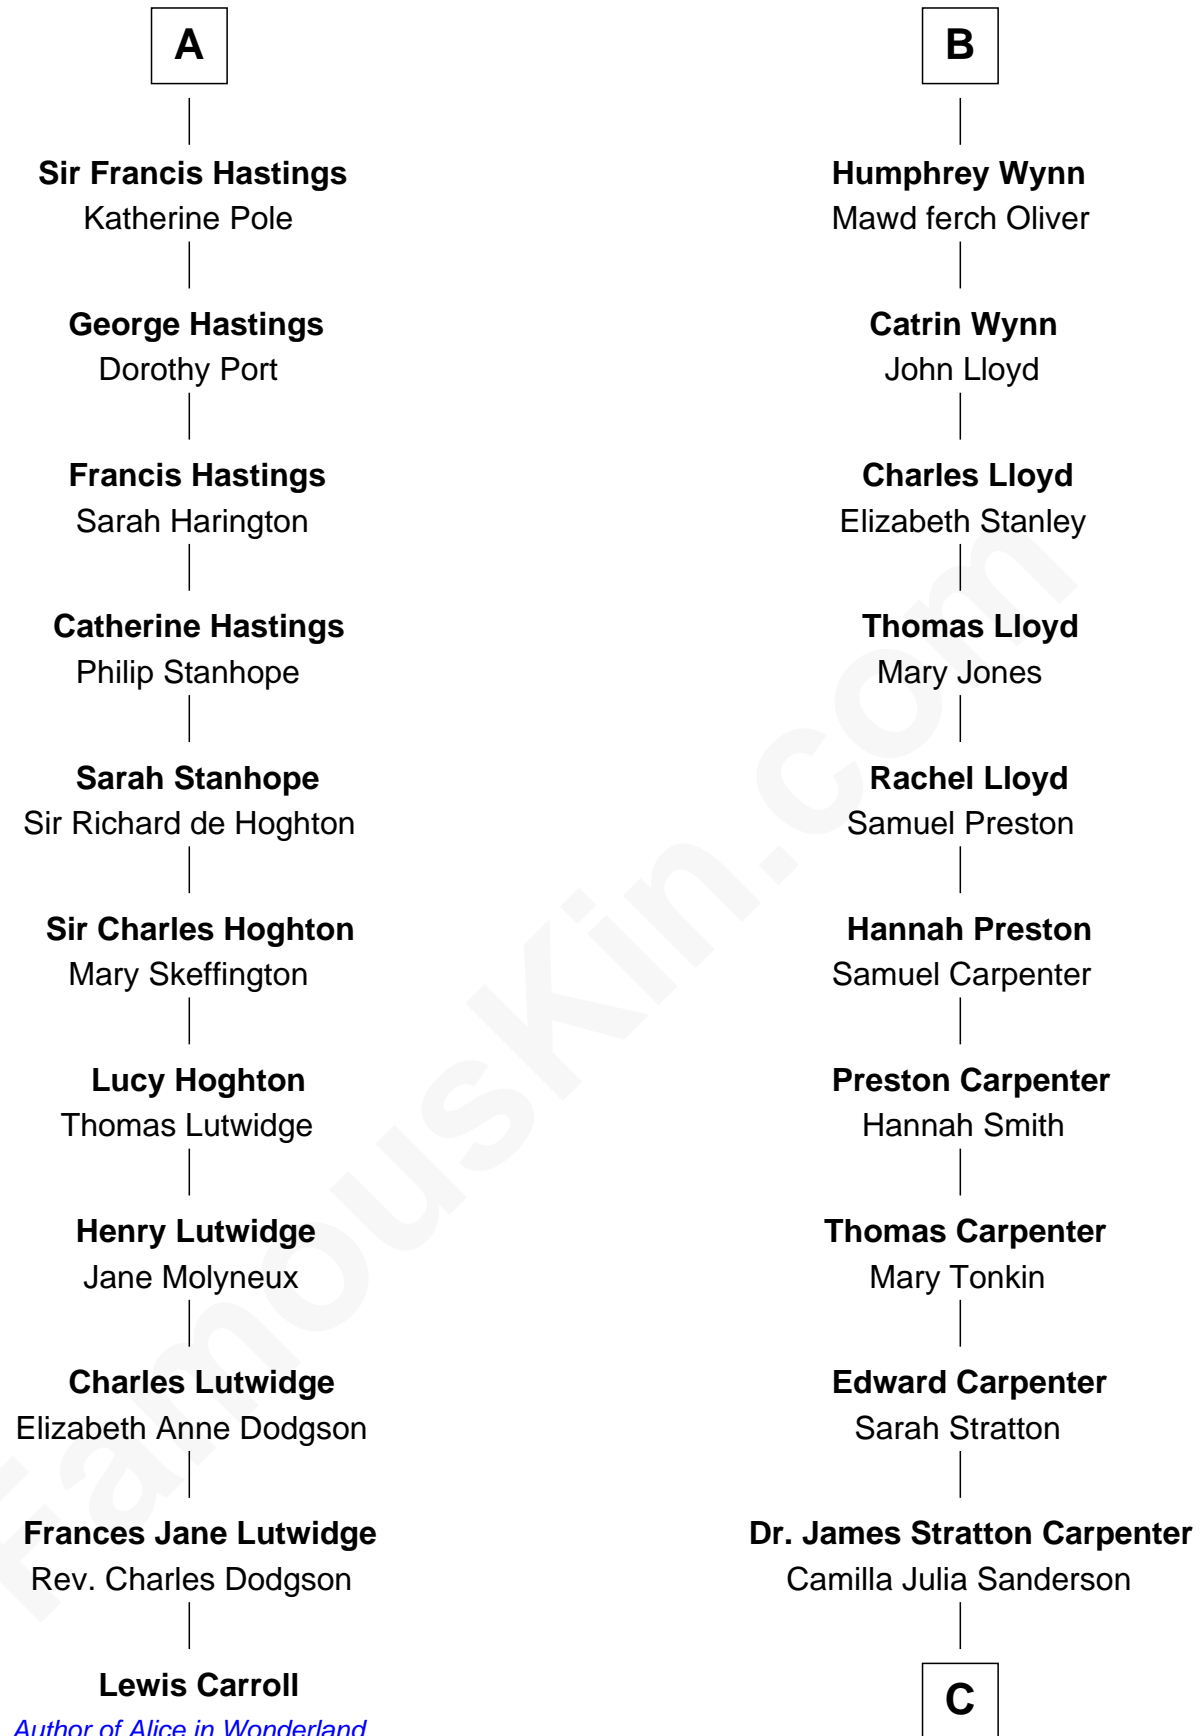 A
Sir Francis Hastings
Katherine Pole
George Hastings
Dorothy Port
Francis Hastings
Sarah Harington
Catherine Hastings
Philip Stanhope
Sarah Stanhope
Sir Richard de Hoghton
Sir Charles Hoghton
Mary Skeffington
Lucy Hoghton
Thomas Lutwidge
Henry Lutwidge
Jane Molyneux
Charles Lutwidge
Elizabeth Anne Dodgson
Frances Jane Lutwidge
Rev. Charles Dodgson
Lewis Carroll
Author of Alice in Wonderland
B
Humphrey Wynn
Mawd ferch Oliver
Catrin Wynn
John Lloyd
Charles Lloyd
Elizabeth Stanley
Thomas Lloyd
Mary Jones
Rachel Lloyd
Samuel Preston
Hannah Preston
Samuel Carpenter
Preston Carpenter
Hannah Smith
Thomas Carpenter
Mary Tonkin
Edward Carpenter
Sarah Stratton
Dr. James Stratton Carpenter
Camilla Julia Sanderson
C
FamousKin.com